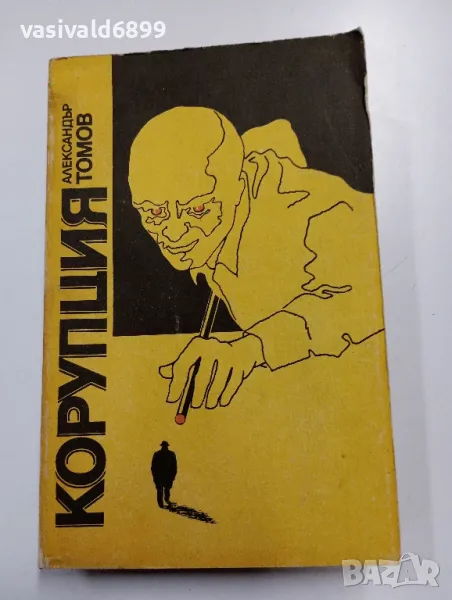 vasivald6899
КОРУПЦИЯ
АЛЕКСАНДЪР
ТОМОВ
BAZAR